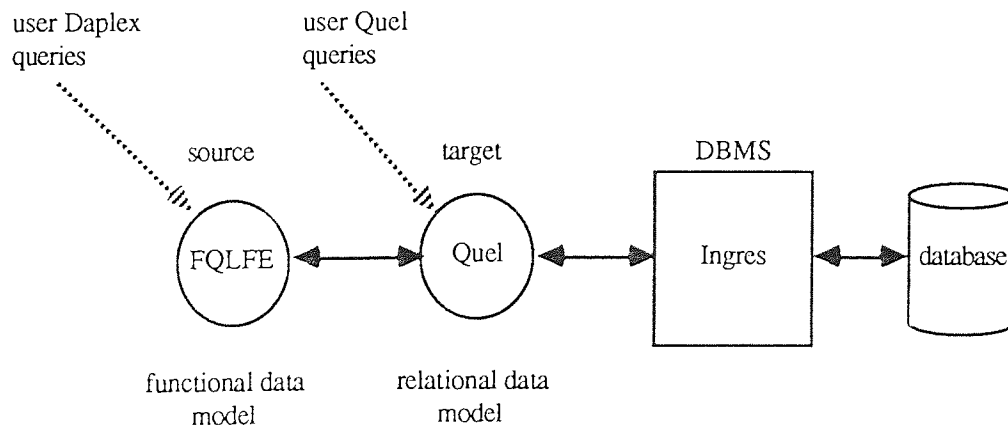 user Daplex
queries
user Quel
queries
source
target
DBMS
FQLFE
Quel
Ingres
database
functional data
model
relational data
model